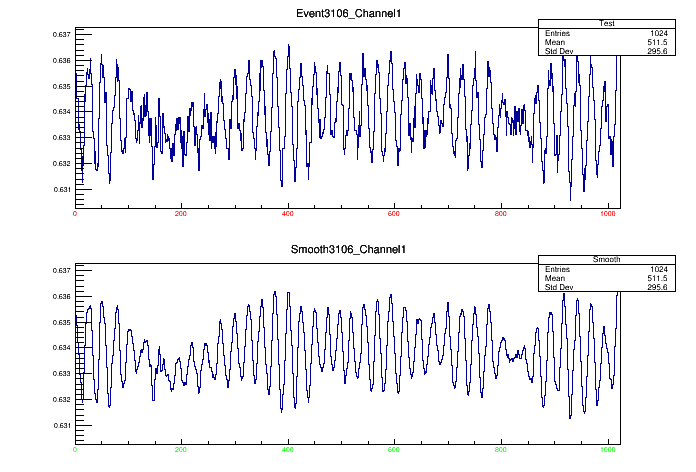 Event3106_Channel1
Test
Entries 1024
Mean 511.5
Std Dev 295.6
0.637
0.636
0.635
0.634
0.633
0.632
0.631
0 200 400 600 800 1000
Smooth3106_Channel1
Smooth
Entries 1024
Mean 511.5
Std Dev 295.6
0.637
0.636
0.635
0.634
0.633
0.632
0.631
0 200 400 600 800 1000